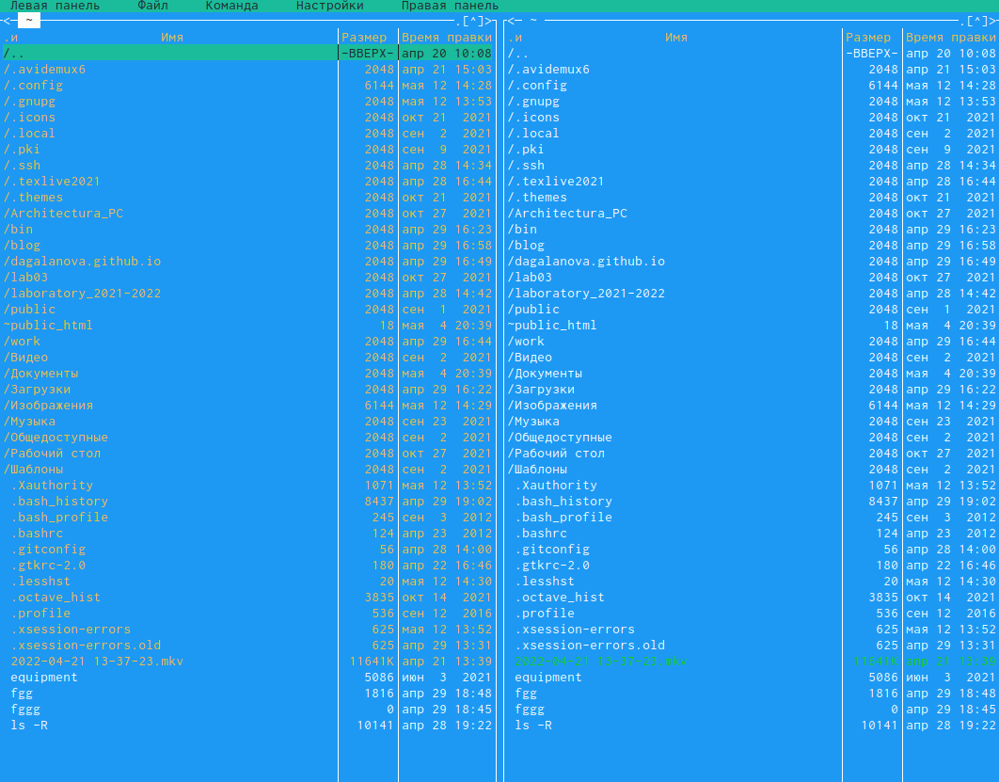 Левая панель Файл Команда Настройки Правая панель
<─ ~ ─.[^]> <─ ~ ─.[^]>
.и Имя Размер Время правки .и Имя Размер Время правки
/.. -ВВЕРХ- апр 20 10:08 /.. -ВВЕРХ- апр 20 10:08
/.avidemux6 2048 апр 21 15:03 /.avidemux6 2048 апр 21 15:03
/.config 6144 мая 12 14:28 /.config 6144 мая 12 14:28
/.gnupg 2048 мая 12 13:53 /.gnupg 2048 мая 12 13:53
/.icons 2048 окт 21 2021 /.icons 2048 окт 21 2021
/.local 2048 сен 2 2021 /.local 2048 сен 2 2021
/.pki 2048 сен 9 2021 /.pki 2048 сен 9 2021
/.ssh 2048 апр 28 14:34 /.ssh 2048 апр 28 14:34
/.texlive2021 2048 апр 28 16:44 /.texlive2021 2048 апр 28 16:44
/.themes 2048 окт 21 2021 /.themes 2048 окт 21 2021
/Architectura_PC 2048 окт 27 2021 /Architectura_PC 2048 окт 27 2021
/bin 2048 апр 29 16:23 /bin 2048 апр 29 16:23
/blog 2048 апр 29 16:58 /blog 2048 апр 29 16:58
/dagalanova.github.io 2048 апр 29 16:49 /dagalanova.github.io 2048 апр 29 16:49
/lab03 2048 окт 27 2021 /lab03 2048 окт 27 2021
/laboratory_2021-2022 2048 апр 28 14:42 /laboratory_2021-2022 2048 апр 28 14:42
/public 2048 сен 1 2021 /public 2048 сен 1 2021
~public_html 18 мая 4 20:39 ~public_html 18 мая 4 20:39
/work 2048 апр 29 16:44 /work 2048 апр 29 16:44
/Видео 2048 сен 2 2021 /Видео 2048 сен 2 2021
/Документы 2048 мая 4 20:39 /Документы 2048 мая 4 20:39
/Загрузки 2048 апр 29 16:22 /Загрузки 2048 апр 29 16:22
/Изображения 6144 мая 12 14:29 /Изображения 6144 мая 12 14:29
/Музыка 2048 сен 23 2021 /Музыка 2048 сен 23 2021
/Общедоступные 2048 сен 2 2021 /Общедоступные 2048 сен 2 2021
/Рабочий стол 2048 окт 27 2021 /Рабочий стол 2048 окт 27 2021
/Шаблоны 2048 сен 2 2021 /Шаблоны 2048 сен 2 2021
.Xauthority 1071 мая 12 13:52 .Xauthority 1071 мая 12 13:52
.bash_history 8437 апр 29 19:02 .bash_history 8437 апр 29 19:02
.bash_profile 245 сен 3 2012 .bash_profile 245 сен 3 2012
.bashrc 124 апр 23 2012 .bashrc 124 апр 23 2012
.gitconfig 56 апр 28 14:00 .gitconfig 56 апр 28 14:00
.gtkrc-2.0 180 апр 22 16:46 .gtkrc-2.0 180 апр 22 16:46
.lesshst 20 мая 12 14:30 .lesshst 20 мая 12 14:30
.octave_hist 3835 окт 14 2021 .octave_hist 3835 окт 14 2021
.profile 536 сен 12 2016 .profile 536 сен 12 2016
.xsession-errors 625 мая 12 13:52 .xsession-errors 625 мая 12 13:52
.xsession-errors.old 625 апр 29 13:31 .xsession-errors.old 625 апр 29 13:31
2022-04-21 13-37-23.mkv 11641K апр 21 13:39 2022-04-21 13-37-23.mkv 11641K апр 21 13:39
equipment 5086 июн 3 2021 equipment 5086 июн 3 2021
fgg 1816 апр 29 18:48 fgg 1816 апр 29 18:48
fggg 0 апр 29 18:45 fggg 0 апр 29 18:45
ls -R 10141 апр 28 19:22 ls -R 10141 апр 28 19:22